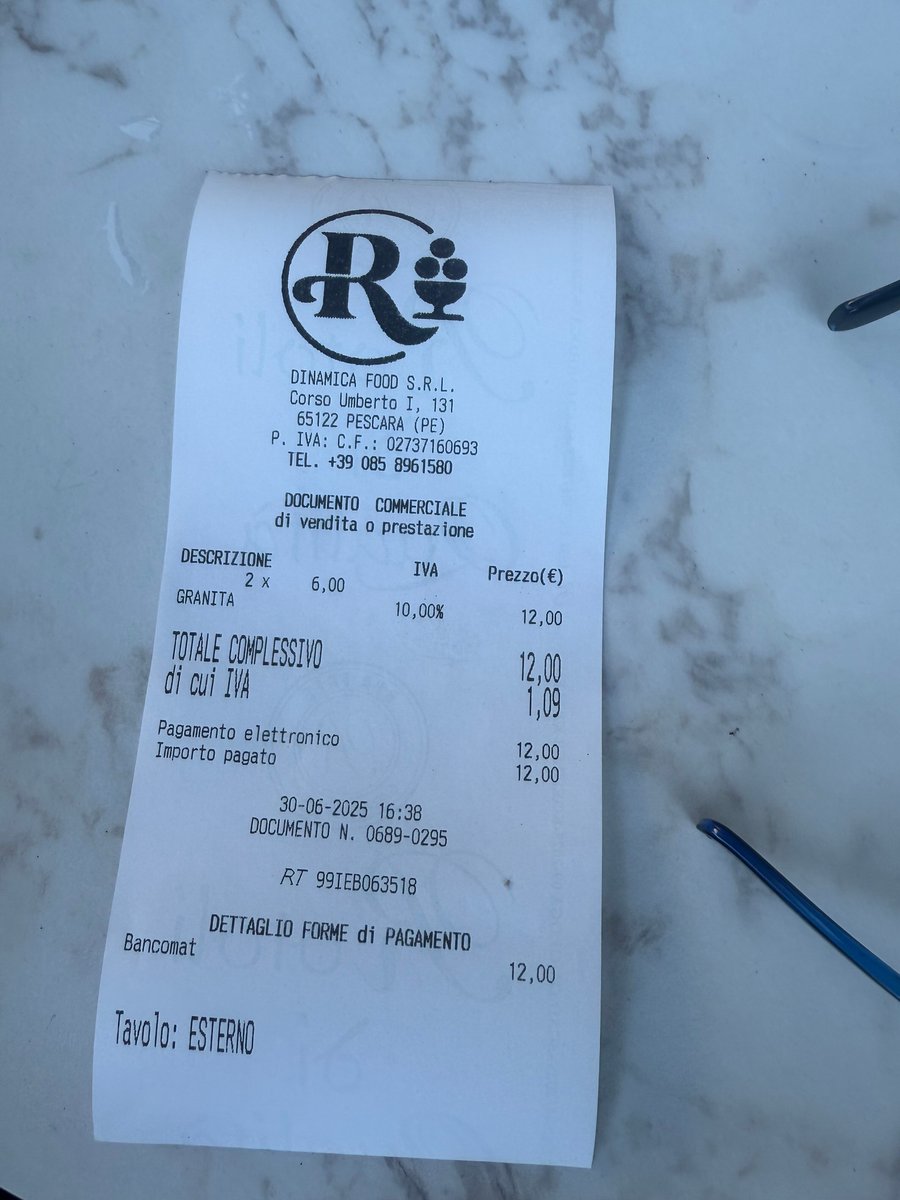 R
DINAMICA FOOD S.R.L.
Corso Umberto I, 131
65122 PESCARA (PE)
P. IVA: C.F.: 02737160693
TEL. +39 085 8961580
DOCUMENTO COMMERCIALE
di vendita o prestazione
DESCRIZIONE IVA Prezzo(€)
2 x 6,00
GRANITA 10,00% 12,00
TOTALE COMPLESSIVO 12,00
di cui IVA 1,09
Pagamento elettronico 12,00
Importo pagato 12,00
30-06-2025 16:38
DOCUMENTO N. 0689-0295
RT 99IEB063518
DETTAGLIO FORME di PAGAMENTO
Bancomat 12,00
Tavolo: ESTERNO